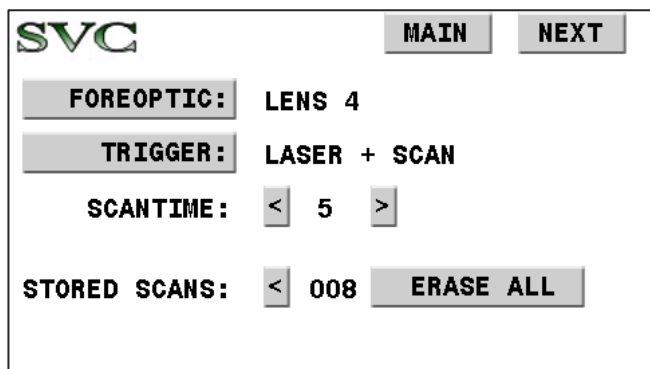 SVC MAIN NEXT
FOREOPTIC: LENS 4
TRIGGER: LASER + SCAN
SCANTIME: < 5 >
STORED SCANS: < 008 ERASE ALL